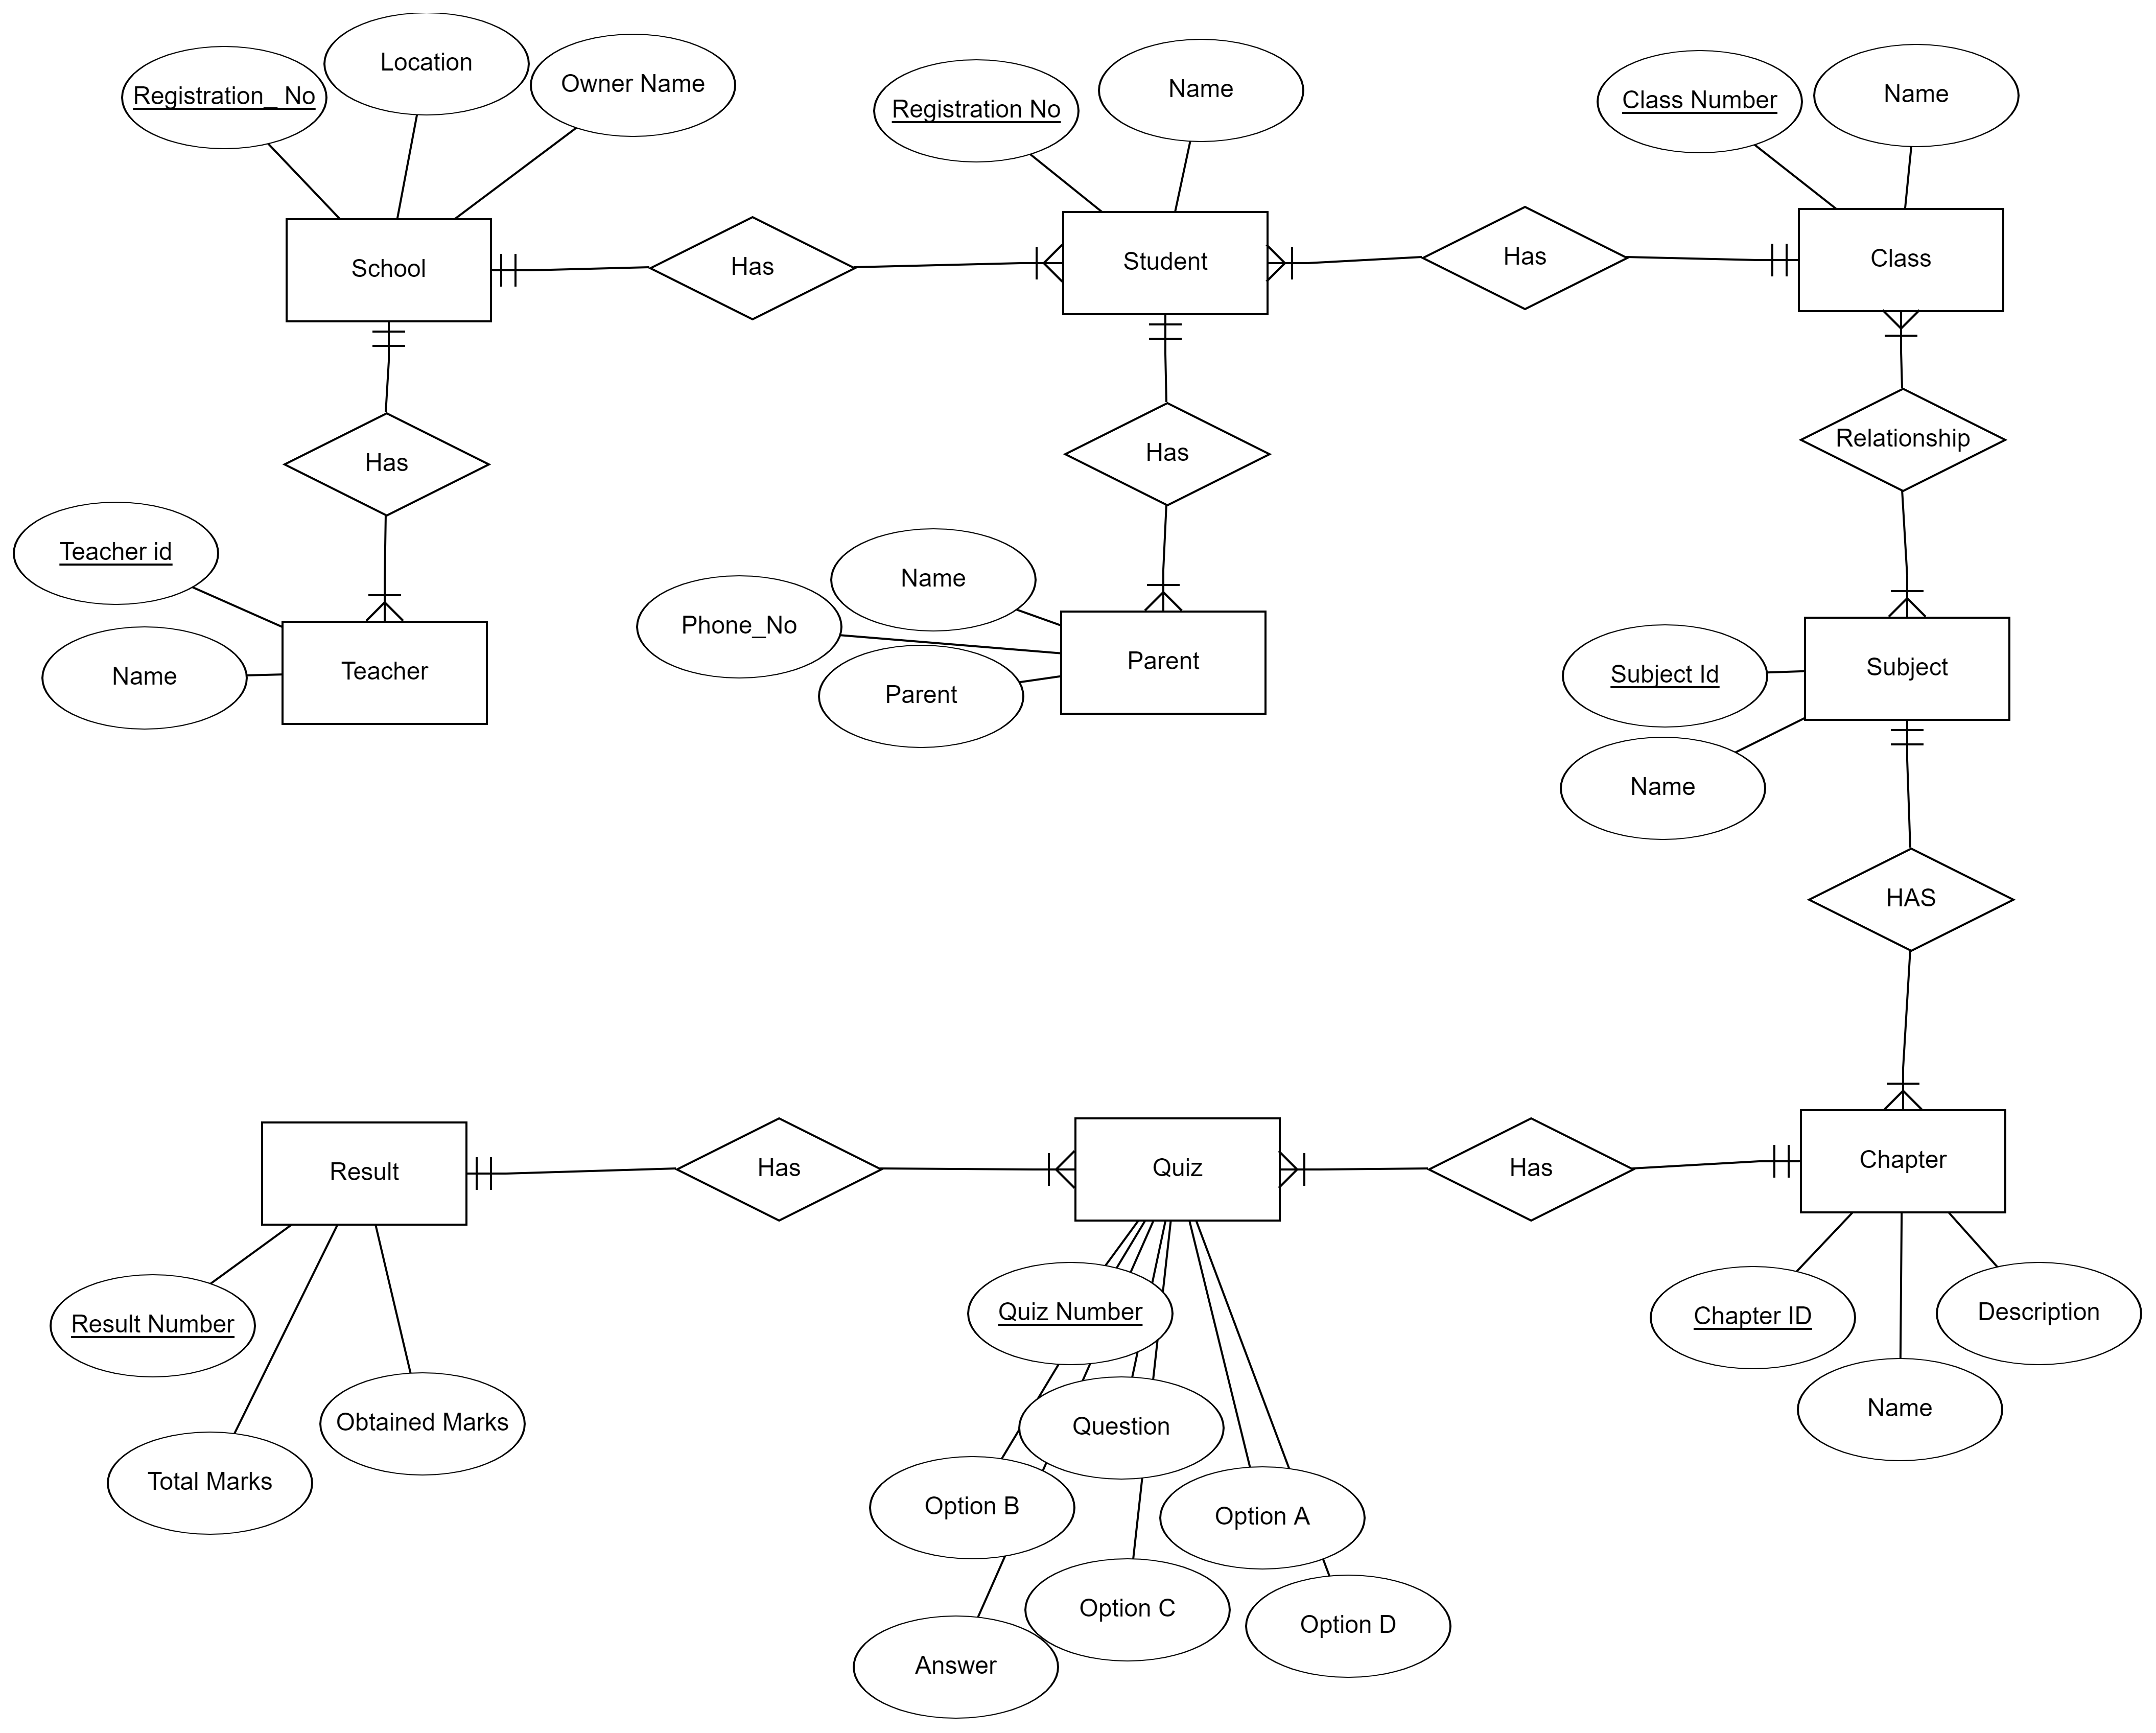 Location
Owner Name
Registration_ No
Name
Registration No
Name
Class Number
School
Has
Student
Has
Class
Has
Has
Relationship
Teacher id
Name
Phone_No
Name
Teacher
Parent
Parent
Subject
Subject Id
Name
HAS
Result
Has
Quiz
Has
Chapter
Result Number
Quiz Number
Chapter ID
Description
Obtained Marks
Question
Name
Total Marks
Option B
Option A
Option C
Option D
Answer